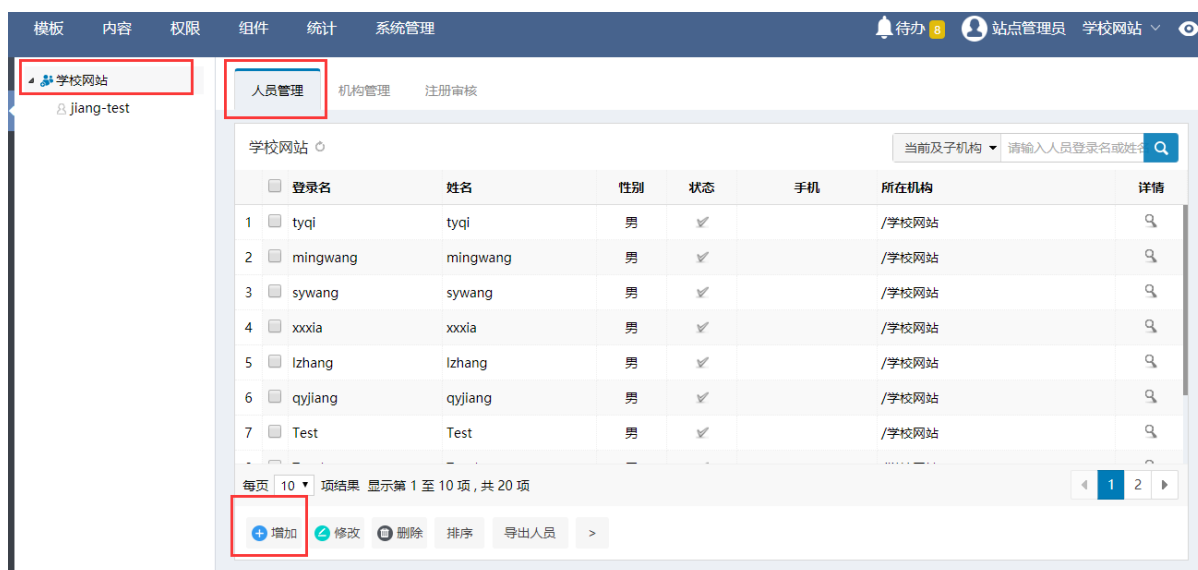 模板 内容 权限 组件 统计 系统管理 待办 8 站点管理员 学校网站
学校网站
jiang-test
人员管理 机构管理 注册审核
学校网站 当前及子机构 请输入人员登录名或姓名
登录名 姓名 性别 状态 手机 所在机构 详情
1 tyqi tyqi 男 /学校网站
2 mingwang mingwang 男 /学校网站
3 sywang sywang 男 /学校网站
4 xxxia xxxia 男 /学校网站
5 lzhang lzhang 男 /学校网站
6 qyjiang qyjiang 男 /学校网站
7 Test Test 男 /学校网站
每页 10 项结果 显示第 1 至 10 项 , 共 20 项 1 2
增加 修改 删除 排序 导出人员 >